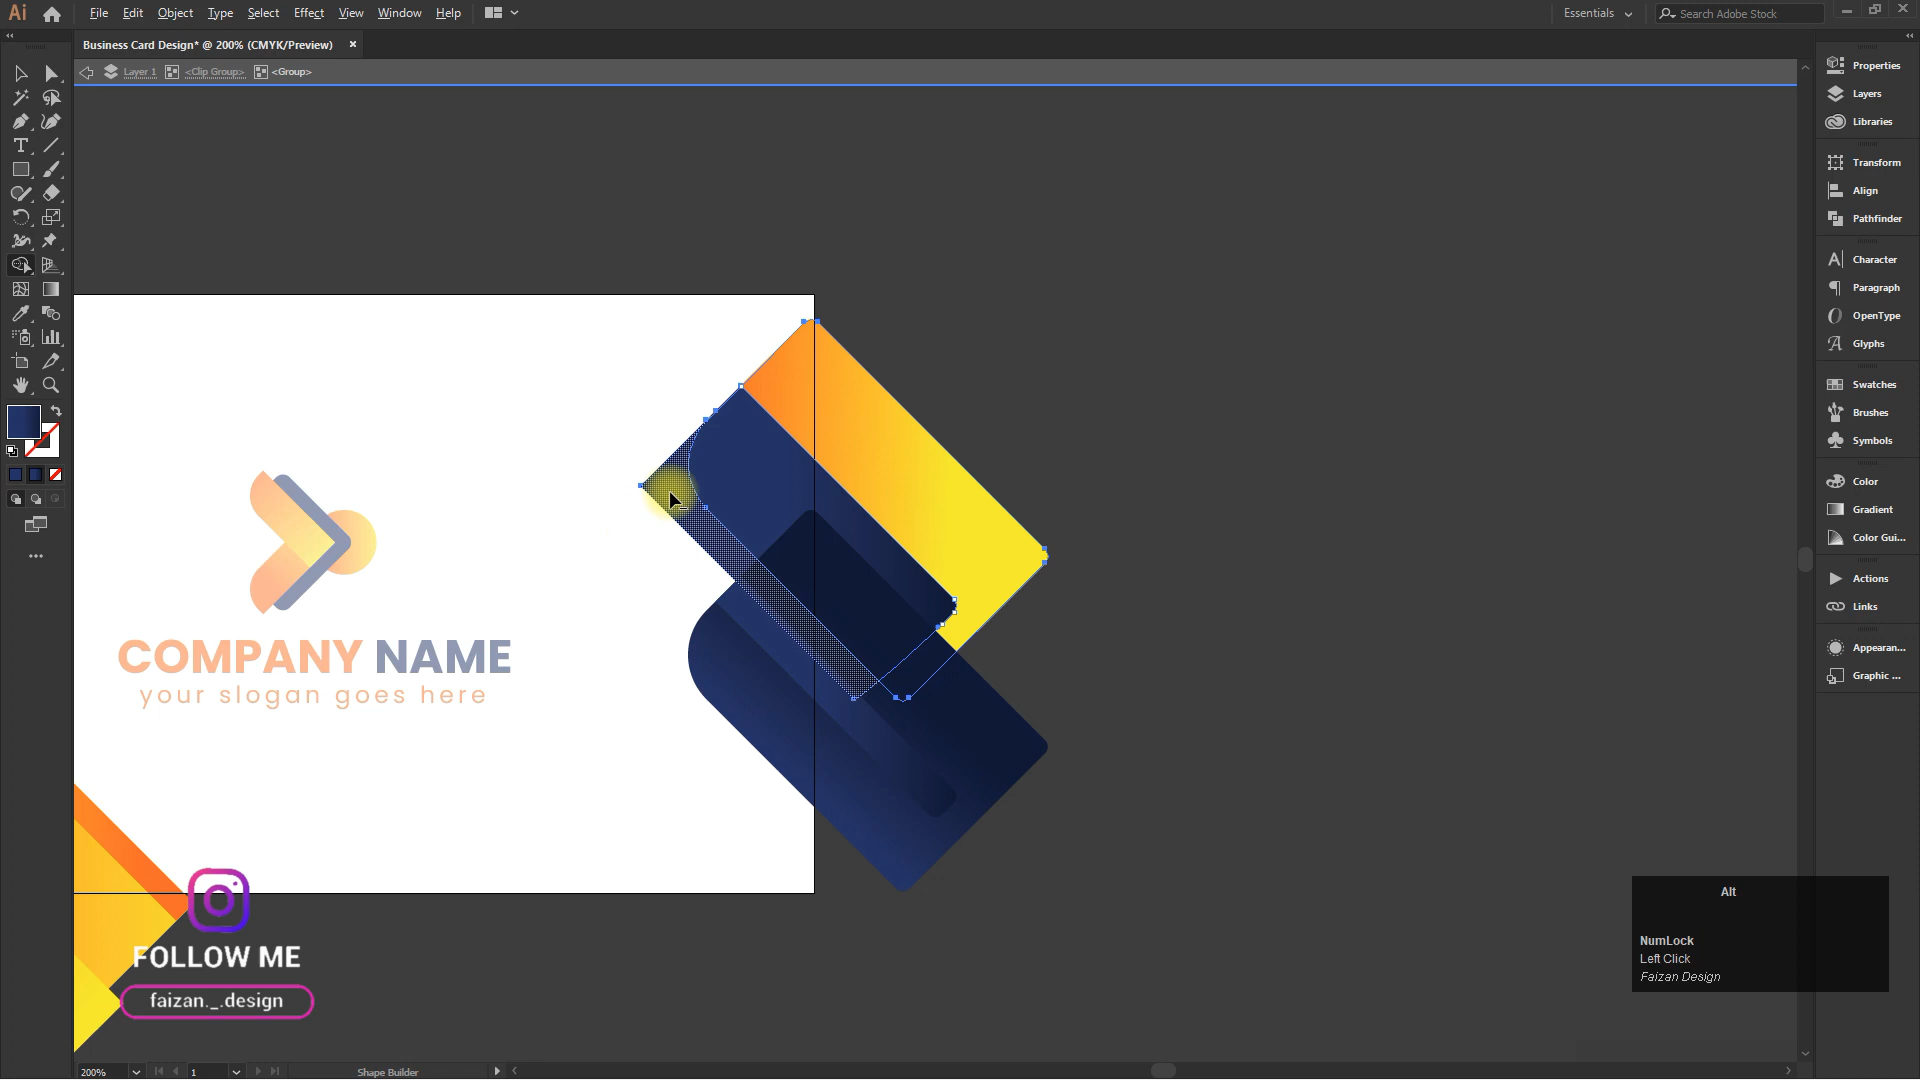 Ai File Edit Object Type Select Effect View Window Help
Essentials
Search Adobe Stock
Business Card Design* @ 200% (CMYK/Preview) ×
Layer 1 <Clip Group> <Group>
Properties
Layers
Libraries
Transform
Align
Pathfinder
Character
Paragraph
OpenType
Glyphs
Swatches
Brushes
Symbols
Color
Gradient
Color Gui...
Actions
Links
Appearan...
Graphic ...
COMPANY NAME
your slogan goes here
FOLLOW ME
faizan._.design
Alt
NumLock
Left Click
Faizan Design
200% 1 Shape Builder